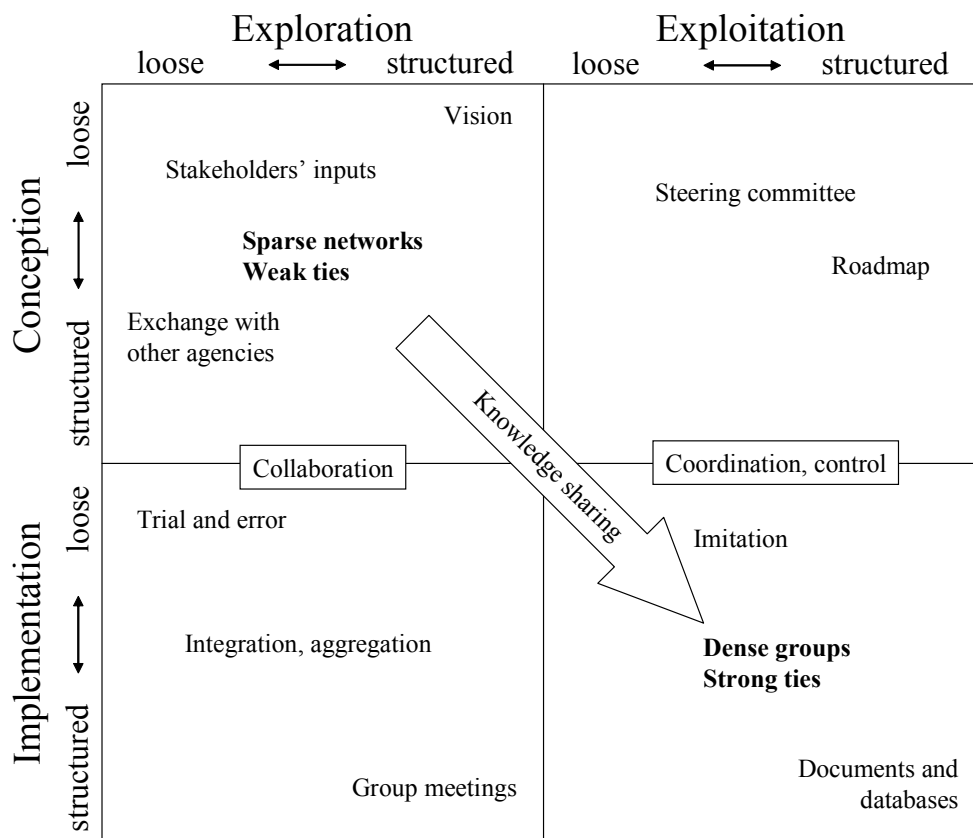 Exploration
Exploitation
loose
structured
loose
structured
Conception
loose
structured
Vision
Stakeholders’ inputs
Sparse networks
Weak ties
Exchange with
other agencies
Steering committee
Roadmap
Knowledge sharing
Collaboration
Coordination, control
Implementation
loose
structured
Trial and error
Integration, aggregation
Group meetings
Imitation
Dense groups
Strong ties
Documents and
databases